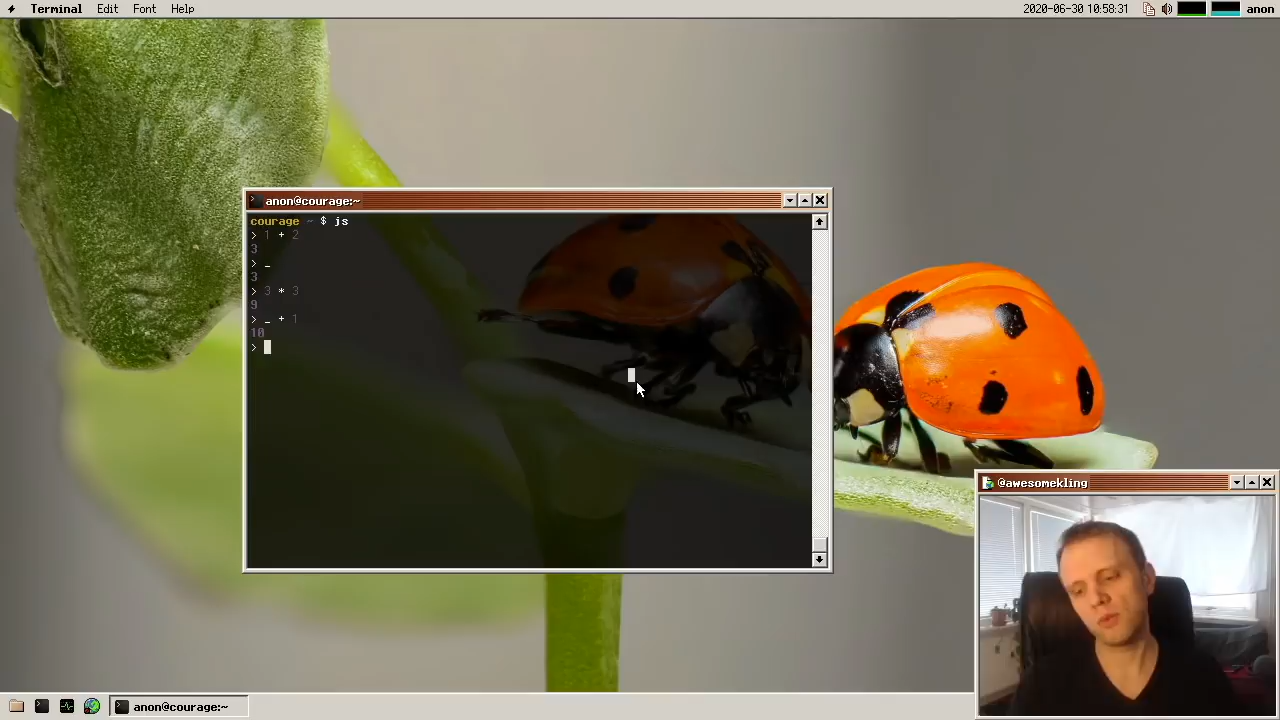 Terminal Edit Font Help 2020-06-30 10:58:31 anon
anon@courage:~
courage ~ $ js
> 1 + 2
3
> _
3
> 3 * 3
9
> _ + 1
10
>
@awesomekling
anon@courage:~